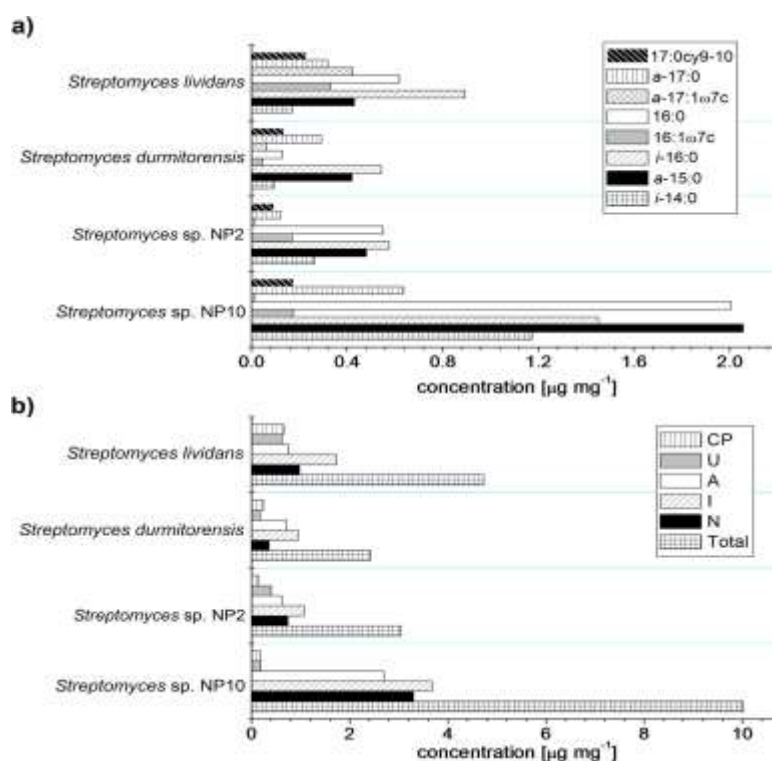 a)
Streptomyces lividans
Streptomyces durmitorensis
Streptomyces sp. NP2
Streptomyces sp. NP10
17:0cy9-10
a-17:0
a-17:1ω7c
16:0
16:1ω7c
i-16:0
a-15:0
i-14:0
0.0 0.4 0.8 1.2 1.6 2.0
concentration [µg mg⁻¹]
b)
Streptomyces lividans
Streptomyces durmitorensis
Streptomyces sp. NP2
Streptomyces sp. NP10
CP
U
A
I
N
Total
0 2 4 6 8 10
concentration [µg mg⁻¹]